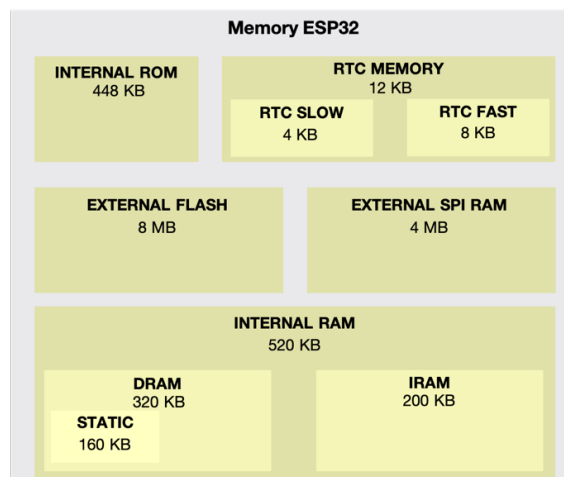 Memory ESP32
INTERNAL ROM
448 KB
RTC MEMORY
12 KB
RTC SLOW
4 KB
RTC FAST
8 KB
EXTERNAL FLASH
8 MB
EXTERNAL SPI RAM
4 MB
INTERNAL RAM
520 KB
DRAM
320 KB
STATIC
160 KB
IRAM
200 KB